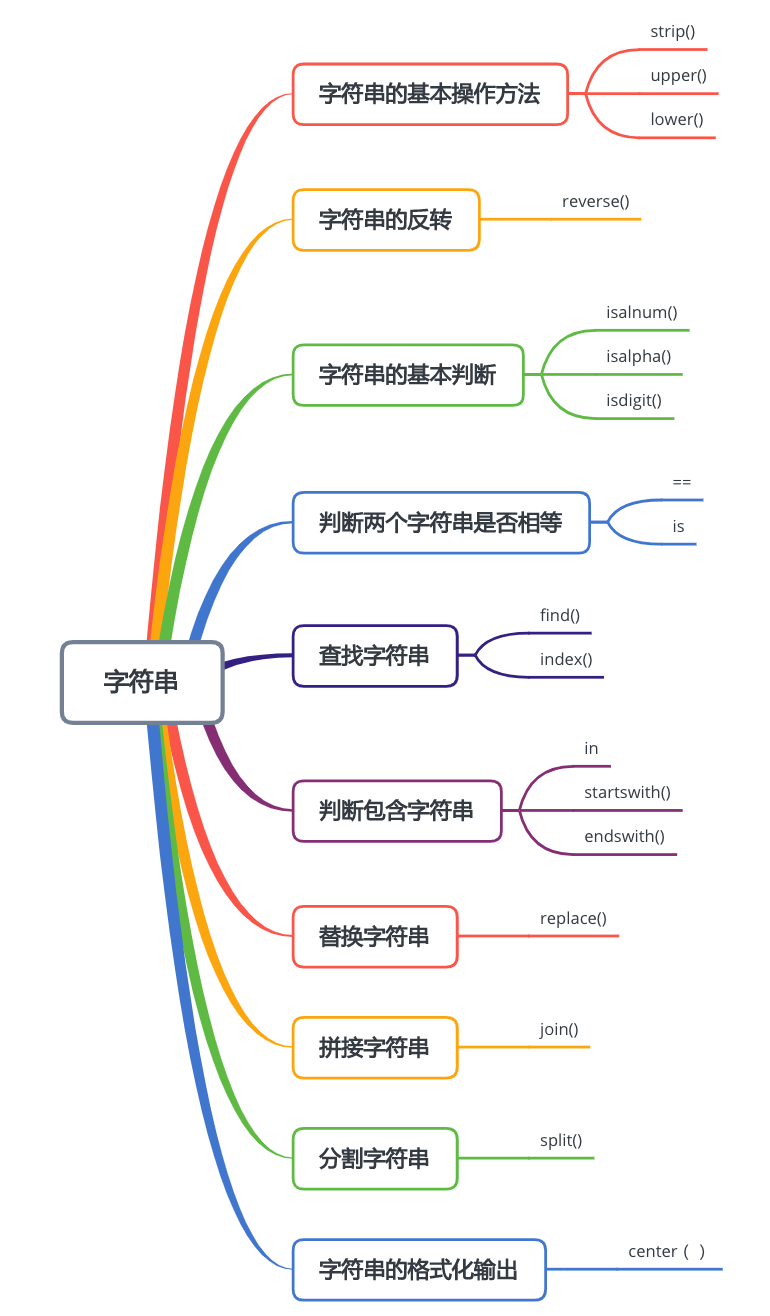 字符串
字符串的基本操作方法
strip()
upper()
lower()
字符串的反转
reverse()
字符串的基本判断
isalnum()
isalpha()
isdigit()
判断两个字符串是否相等
==
is
查找字符串
find()
index()
判断包含字符串
in
startswith()
endswith()
替换字符串
replace()
拼接字符串
join()
分割字符串
split()
字符串的格式化输出
center（ ）